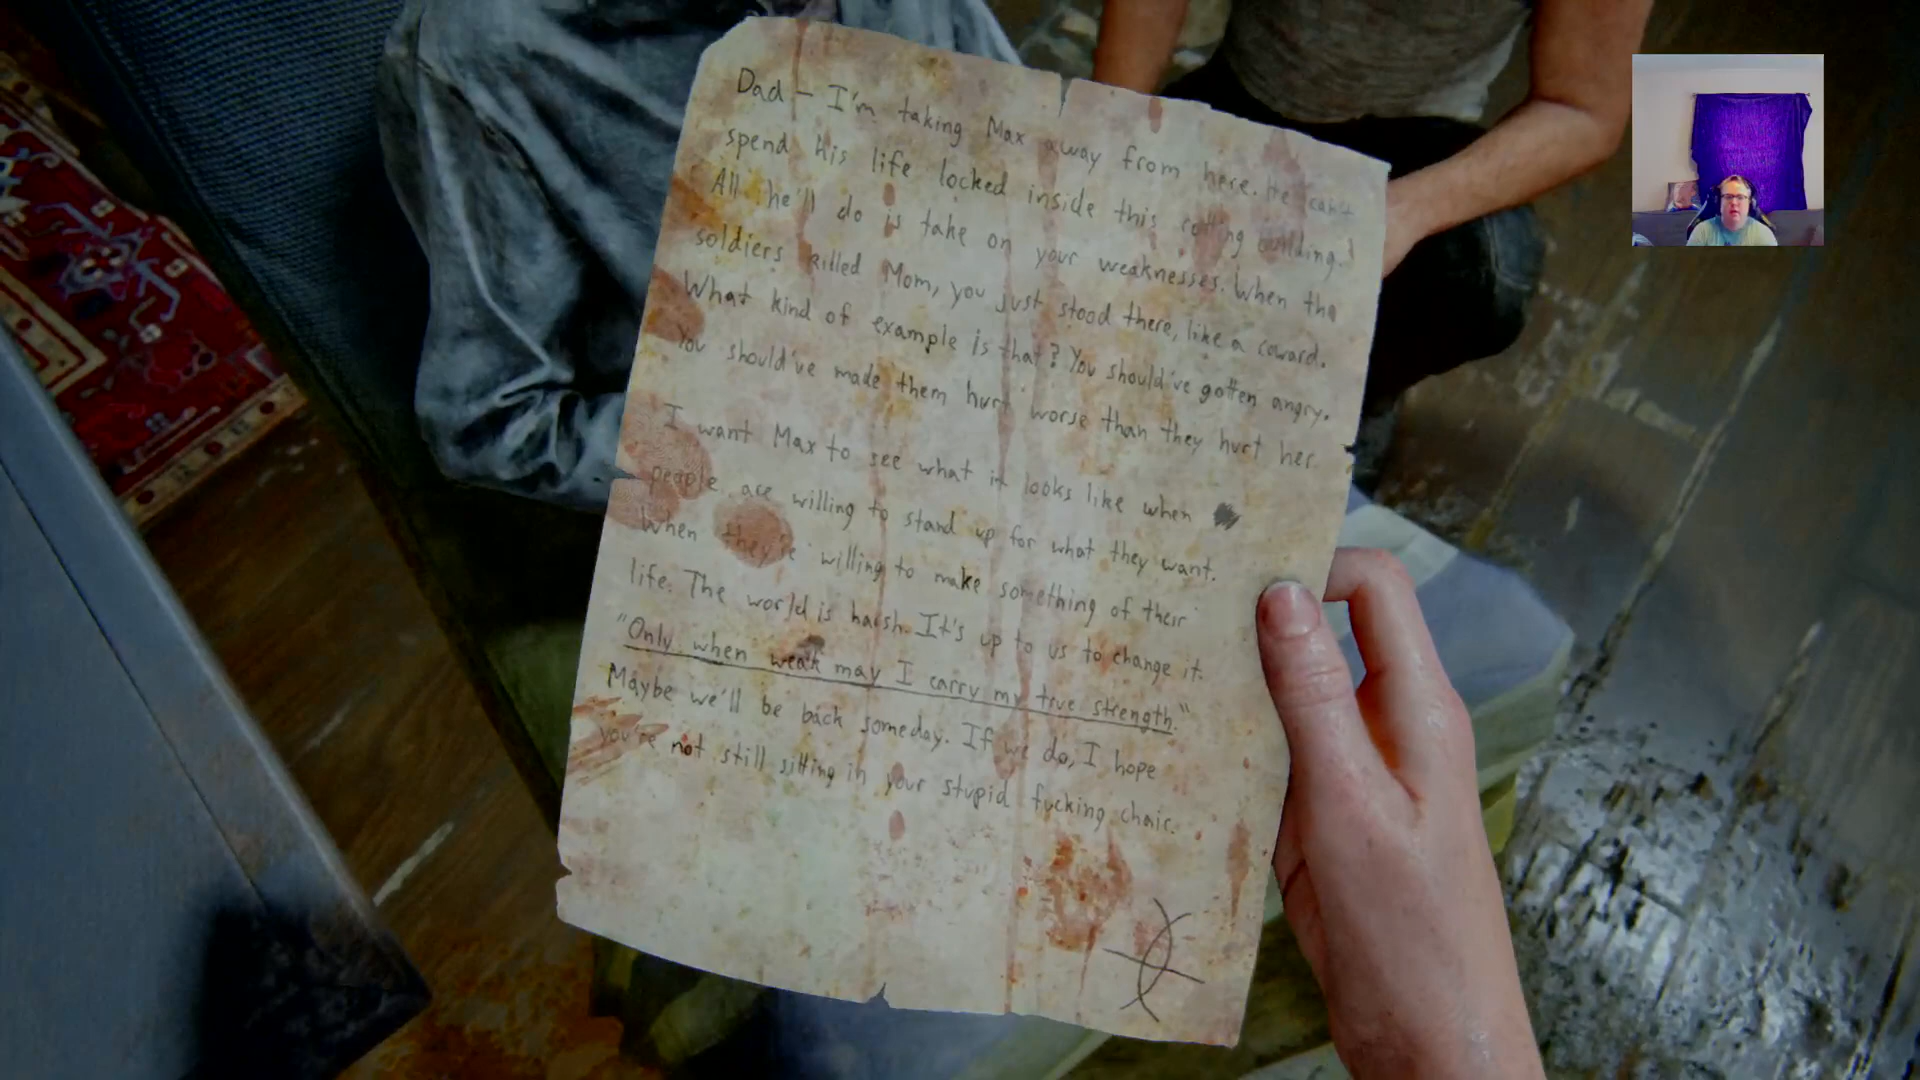 Dad - I'm taking Max away from here. He can't
spend his life locked inside this rotting building!
All he'll do is take on your weaknesses. When the
soldiers killed Mom, you just stood there, like a coward.
What kind of example is that? You should've gotten angry.
You should've made them hurt worse than they hurt her.
I want Max to see what it looks like when
people are willing to stand up for what they want.
When they're willing to make something of their
life. The world is harsh. It's up to us to change it.
"Only when weak may I carry my true strength."
Maybe we'll be back someday. If we do, I hope
you're not still sitting in your stupid fucking chair.